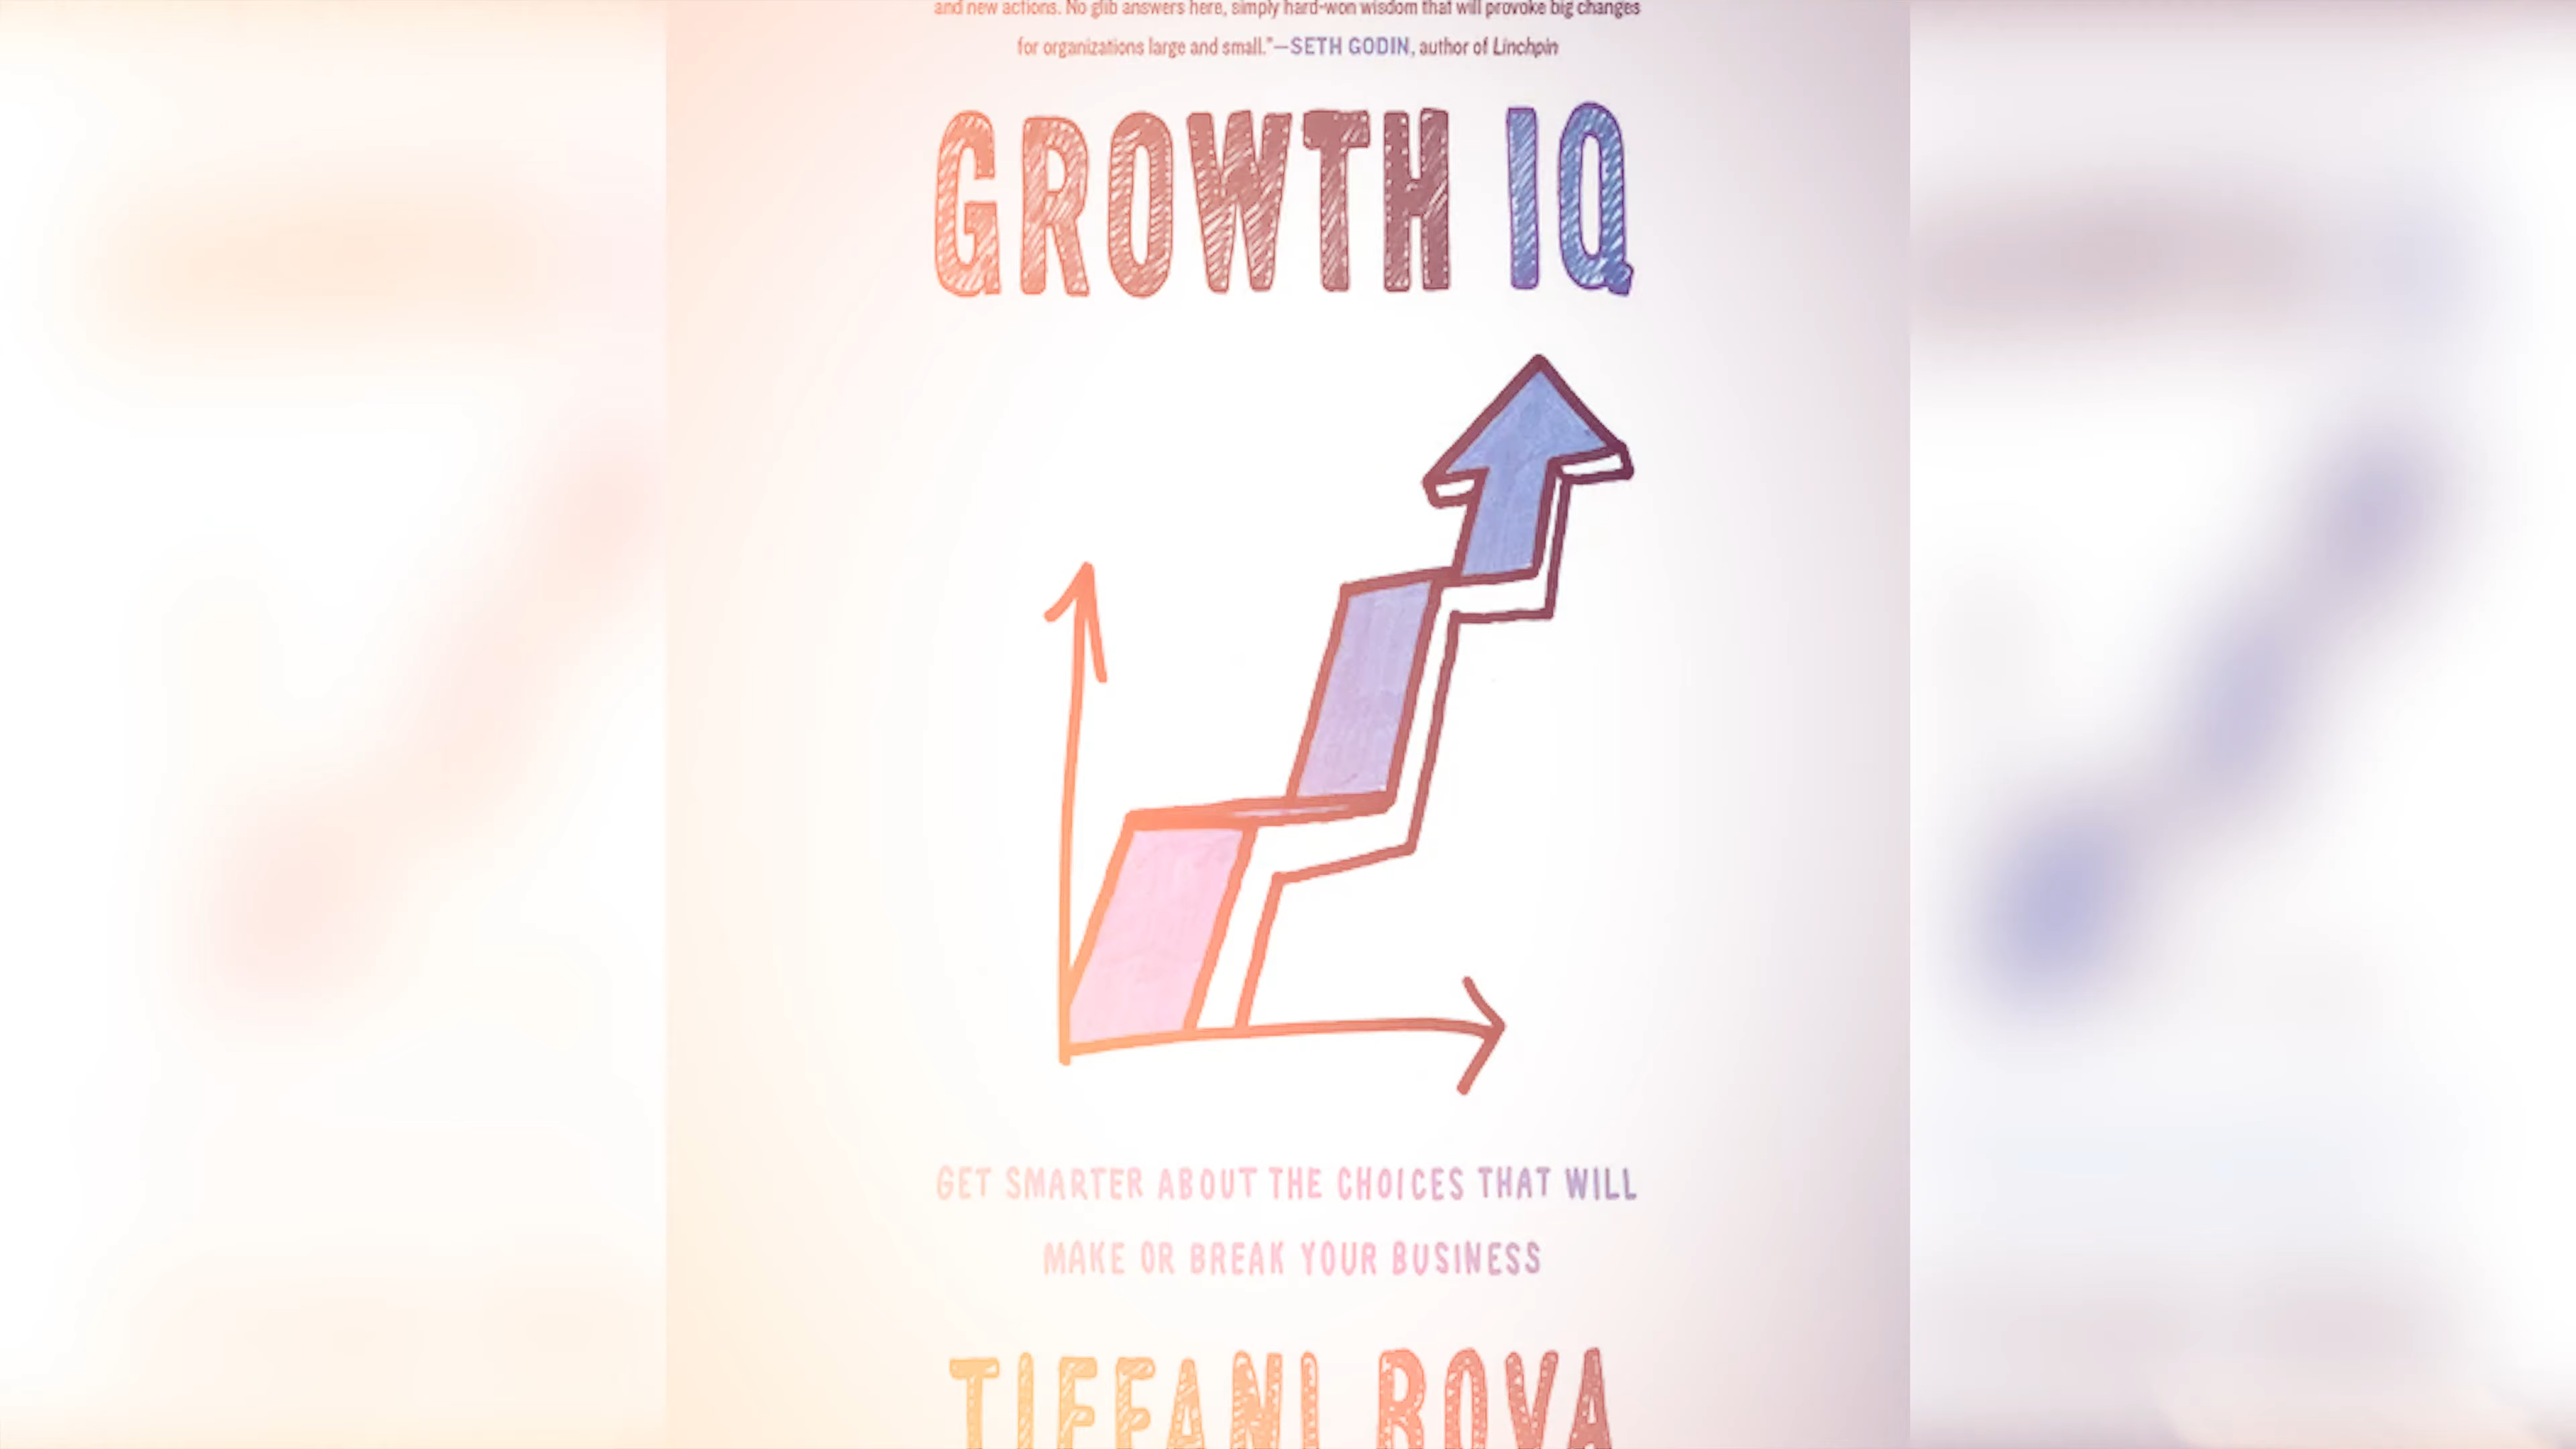 and new actions. No glib answers here, simply hard-won wisdom that will provoke big changes
for organizations large and small."—SETH GODIN, author of Linchpin
GROWTH IQ
GET SMARTER ABOUT THE CHOICES THAT WILL
MAKE OR BREAK YOUR BUSINESS
TIFFANI BOVA